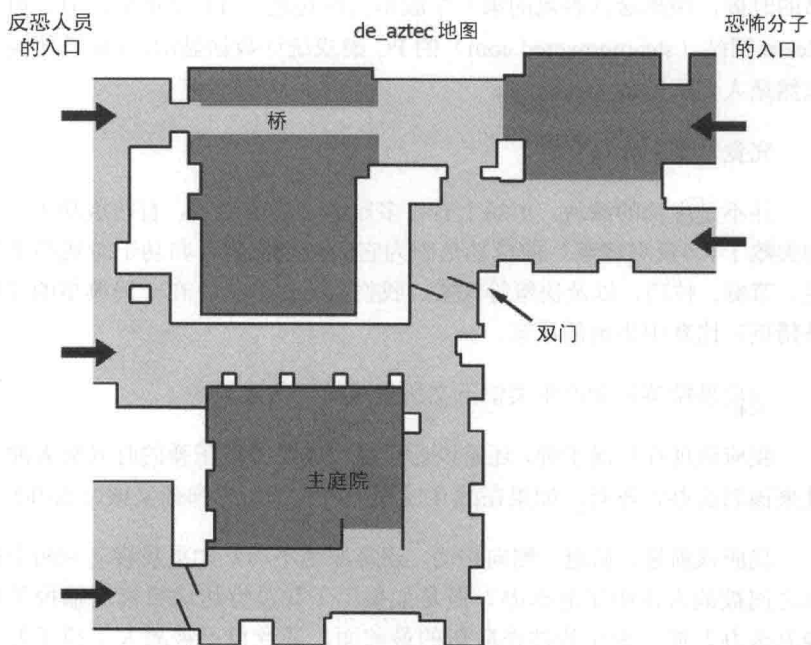 反恐人员
的入口
de_aztec 地图
恐怖分子
的入口
桥
双门
主庭院